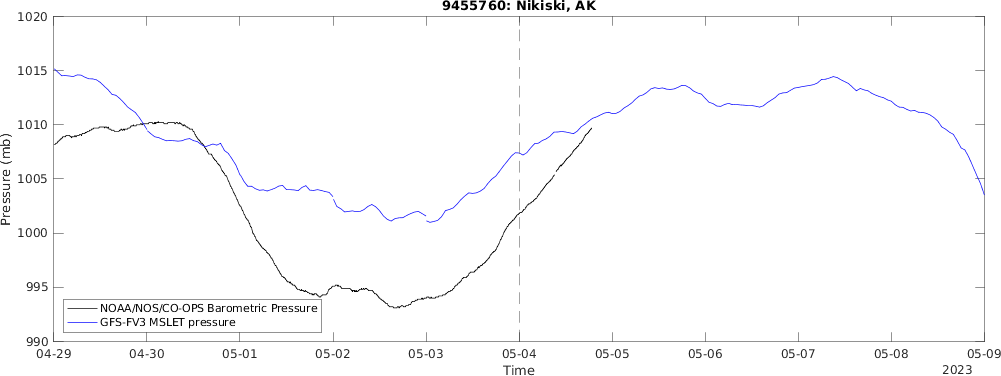 9455760: Nikiski, AK
Pressure (mb)
1020
1015
1010
1005
1000
995
990
NOAA/NOS/CO-OPS Barometric Pressure
GFS-FV3 MSLET pressure
04-29 04-30 05-01 05-02 05-03 05-04 05-05 05-06 05-07 05-08 05-09
Time
2023